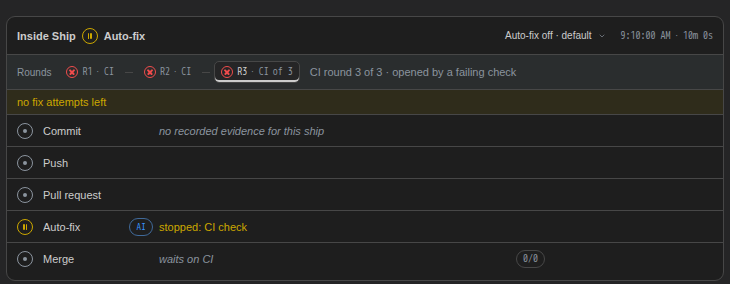 Inside Ship Auto-fix Auto-fix off · default 9:10:00 AM · 10m 0s
Rounds R1 · CI — R2 · CI — R3 · CI of 3 CI round 3 of 3 · opened by a failing check
no fix attempts left
Commit no recorded evidence for this ship
Push
Pull request
Auto-fix AI stopped: CI check
Merge waits on CI 0/0